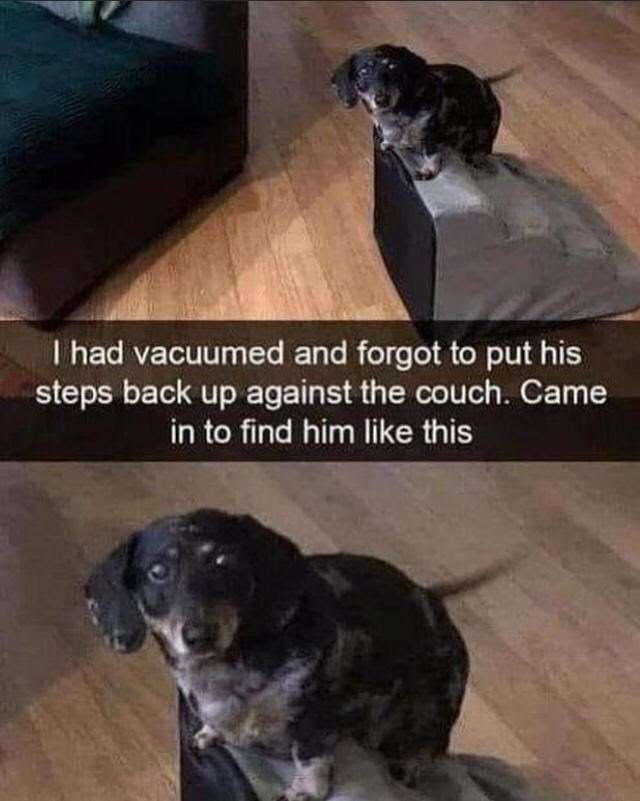 I had vacuumed and forgot to put his
steps back up against the couch. Came
in to find him like this